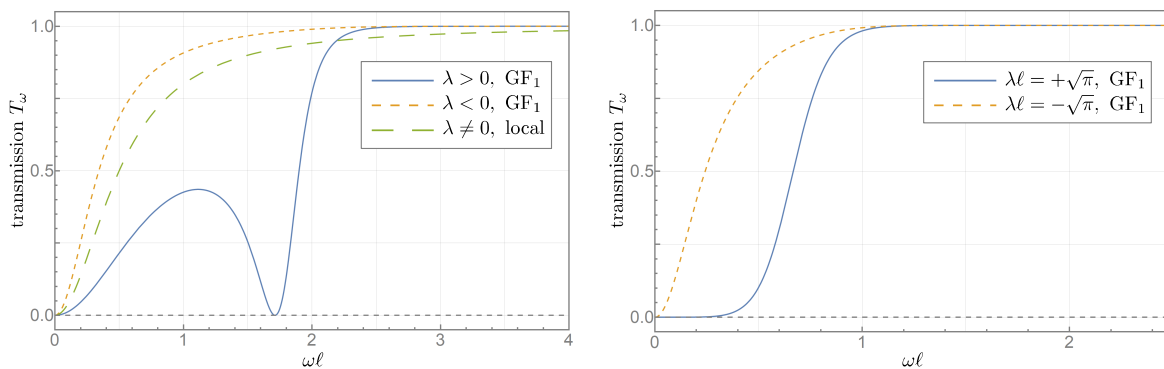 transmission T_ω
1.0
0.5
0.0
λ > 0, GF₁
λ < 0, GF₁
λ ≠ 0, local
0 1 2 3 4
ωℓ
transmission T_ω
1.0
0.5
0.0
λℓ = +√π, GF₁
λℓ = −√π, GF₁
0 1 2
ωℓ